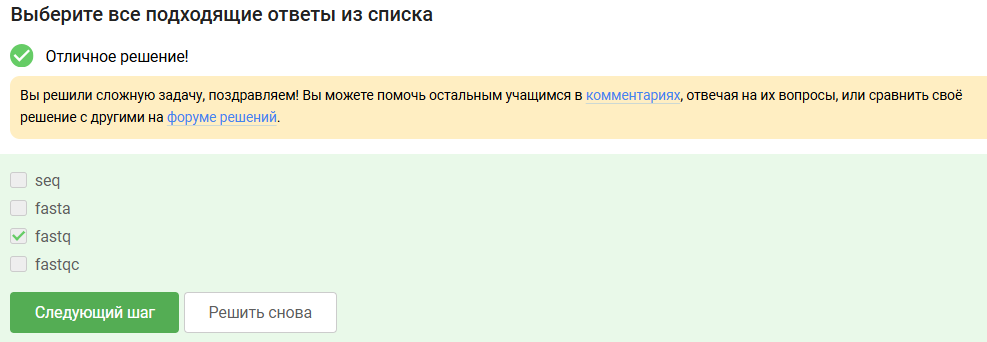 Выберите все подходящие ответы из списка
Отличное решение!
Вы решили сложную задачу, поздравляем! Вы можете помочь остальным учащимся в комментариях, отвечая на их вопросы, или сравнить своё
решение с другими на форуме решений.
seq
fasta
fastq
fastqc
Следующий шаг Решить снова